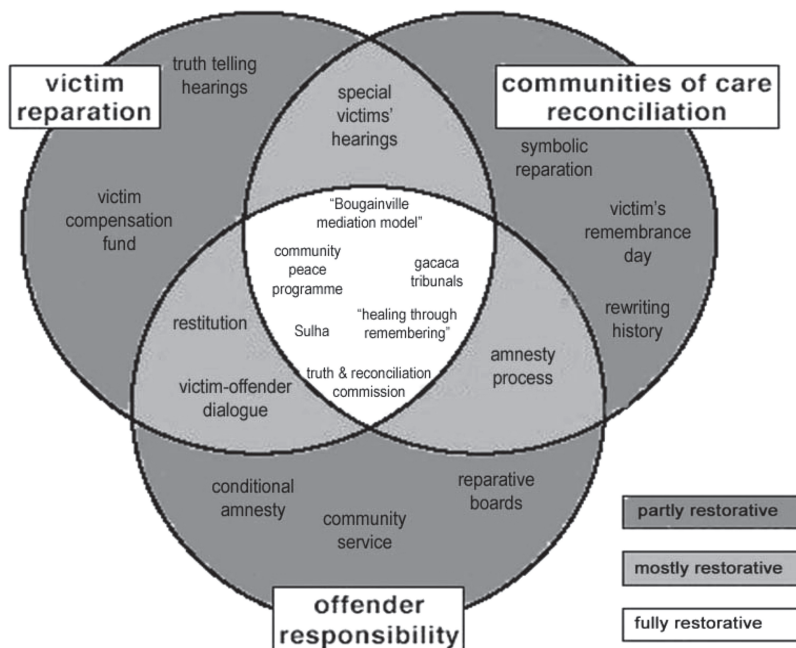 victim
reparation
truth telling
hearings
victim
compensation
fund
special
victims’
hearings
communities of care
reconciliation
symbolic
reparation
victim’s
remembrance
day
rewriting
history
“Bougainville
mediation model”
community
peace
programme
gacaca
tribunals
Sulha
“healing through
remembering”
truth & reconciliation
commission
restitution
victim-offender
dialogue
amnesty
process
conditional
amnesty
community
service
reparative
boards
offender
responsibility
partly restorative
mostly restorative
fully restorative